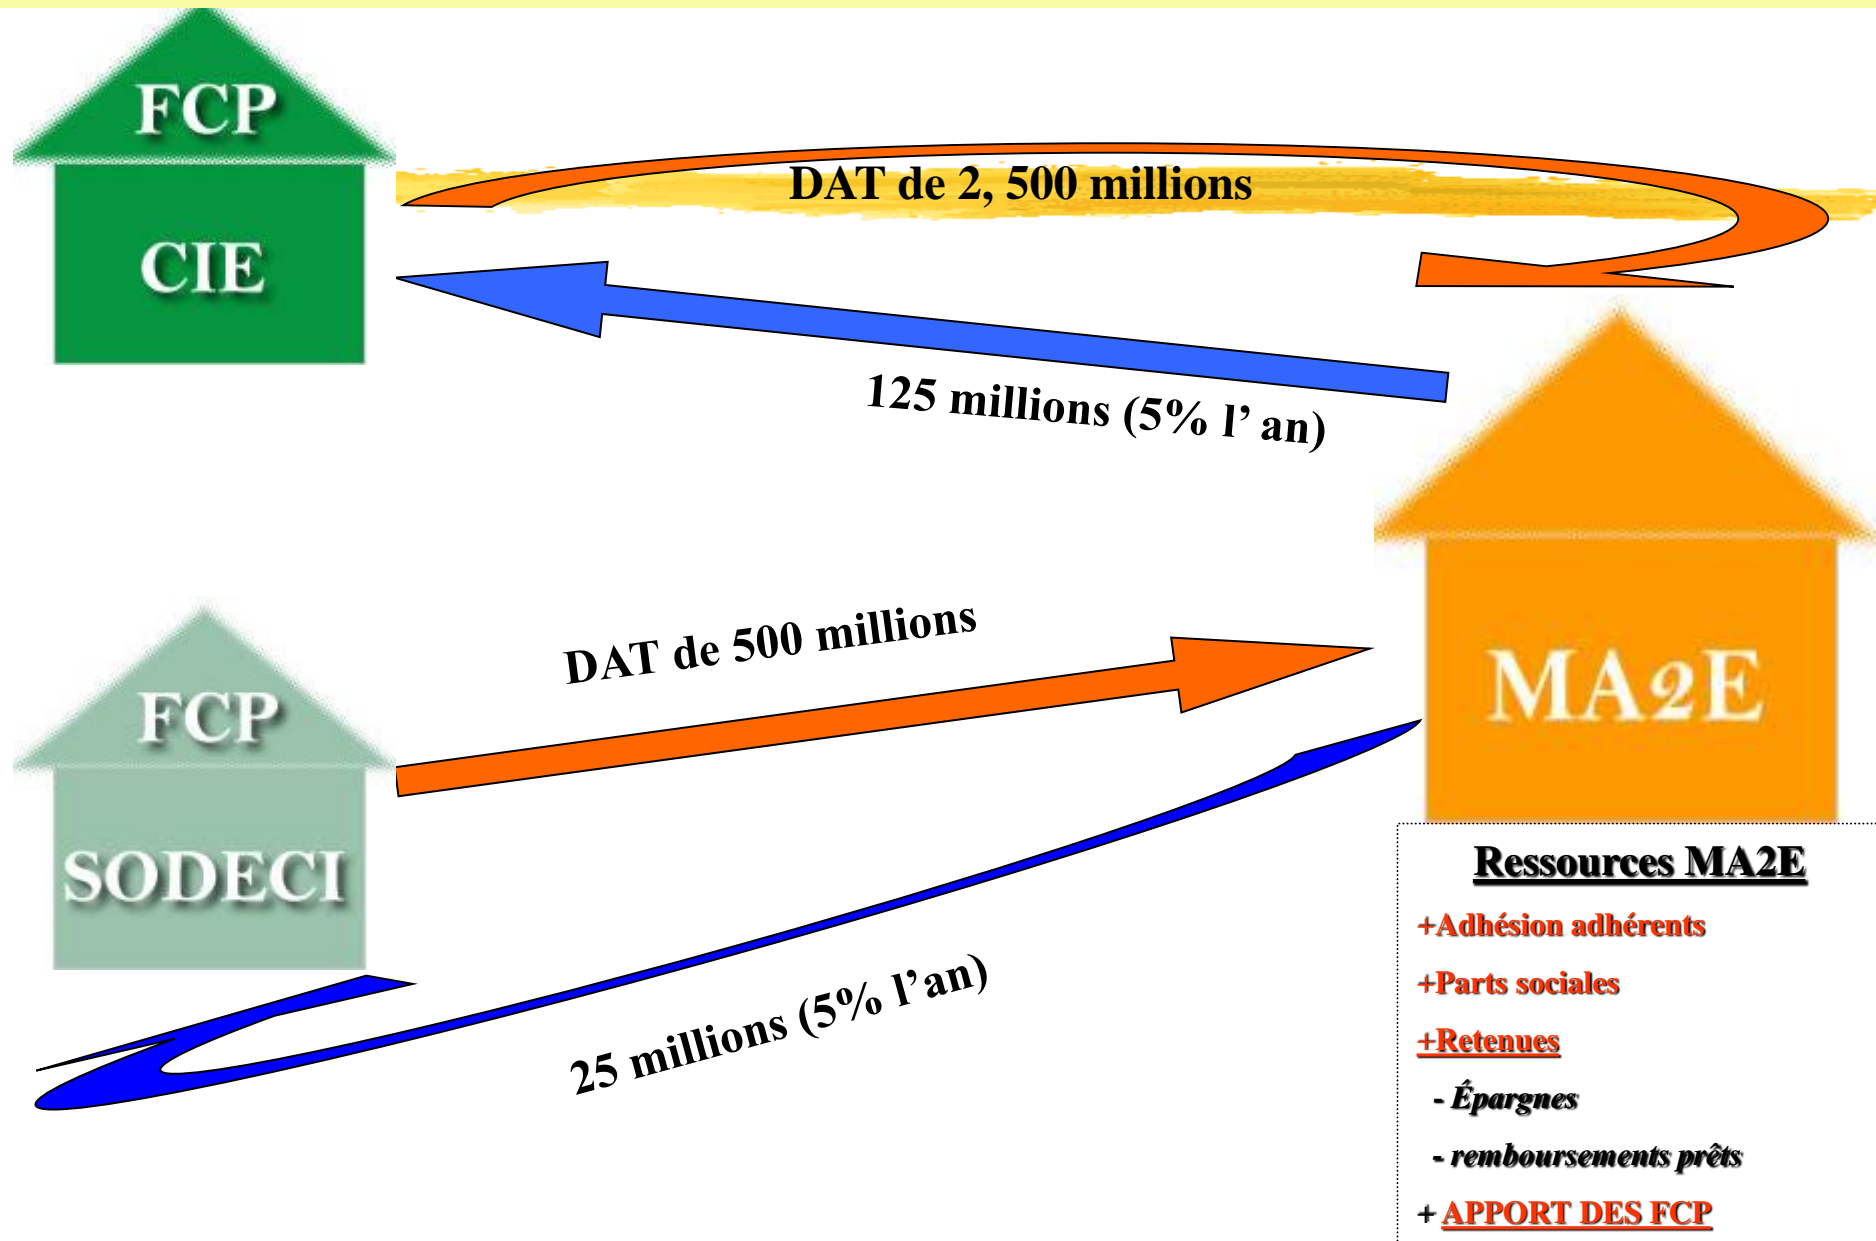 FCP
CIE
DAT de 2, 500 millions
125 millions (5% l’ an)
DAT de 500 millions
FCP
SODECI
MA2E
25 millions (5% l’an)
Ressources MA2E
+Adhésion adhérents
+Parts sociales
+Retenues
- Épargnes
- remboursements prêts
+ APPORT DES FCP